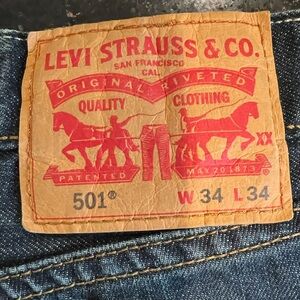 LEVI STRAUSS & CO.
SAN FRANCISCO
CAL.
ORIGINAL RIVETED
QUALITY CLOTHING
XX
PATENTED MAY 20 1873
501® W 34 L 34